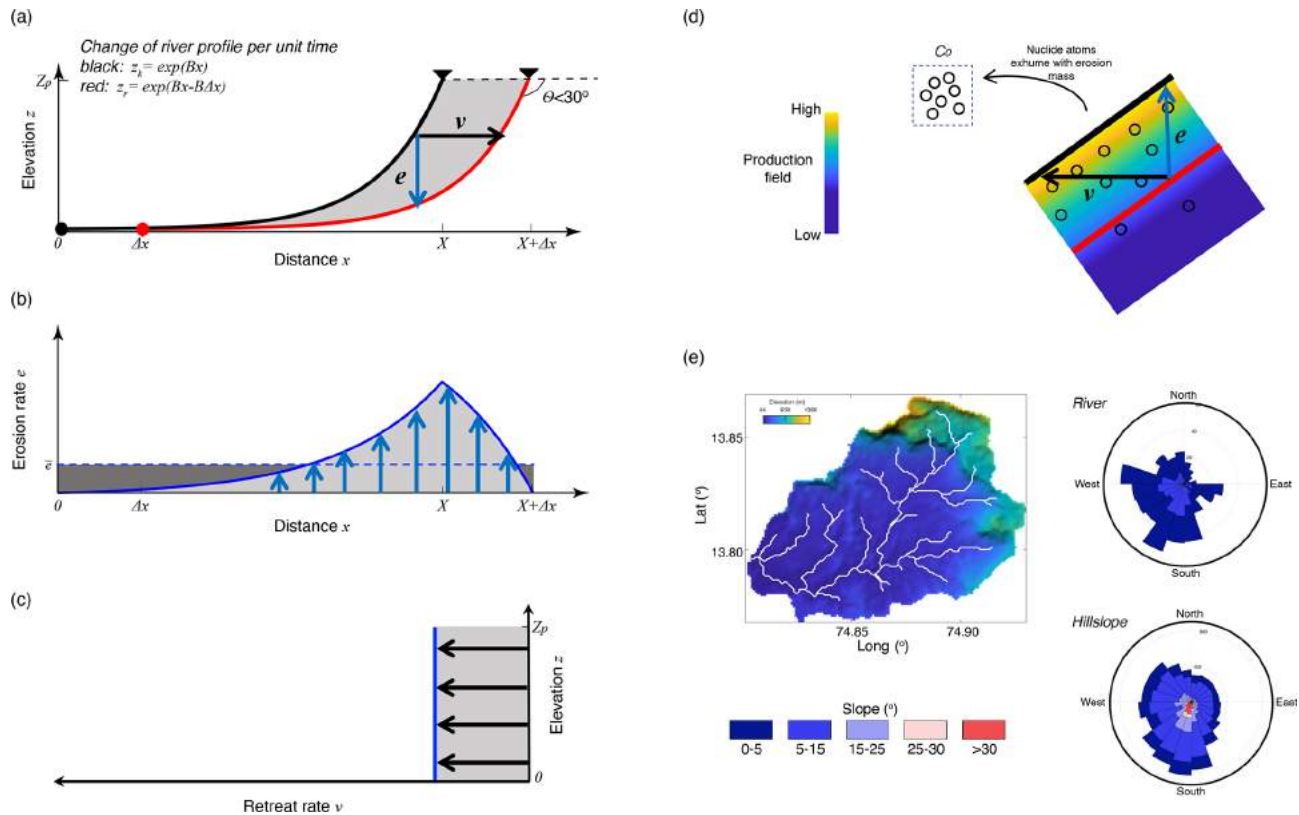 (a)
Change of river profile per unit time
black: z_k = exp(Bx)
red: z_r = exp(Bx-BΔx)
Z_P
Elevation z
v
e
Θ<30°
0
Δx
X
X+Δx
Distance x
(b)
Erosion rate e
e̅
0
Δx
X
X+Δx
Distance x
(c)
Z_P
Elevation z
0
Retreat rate v
(d)
C_0
Nuclide atoms
exhume with erosion
mass
High
Production
field
Low
e
v
(e)
Elevation (m)
13.85
13.80
Lat (°)
74.85
74.90
Long (°)
River
North
West
East
South
Hillslope
North
West
East
South
Slope (°)
0-5
5-15
15-25
25-30
>30